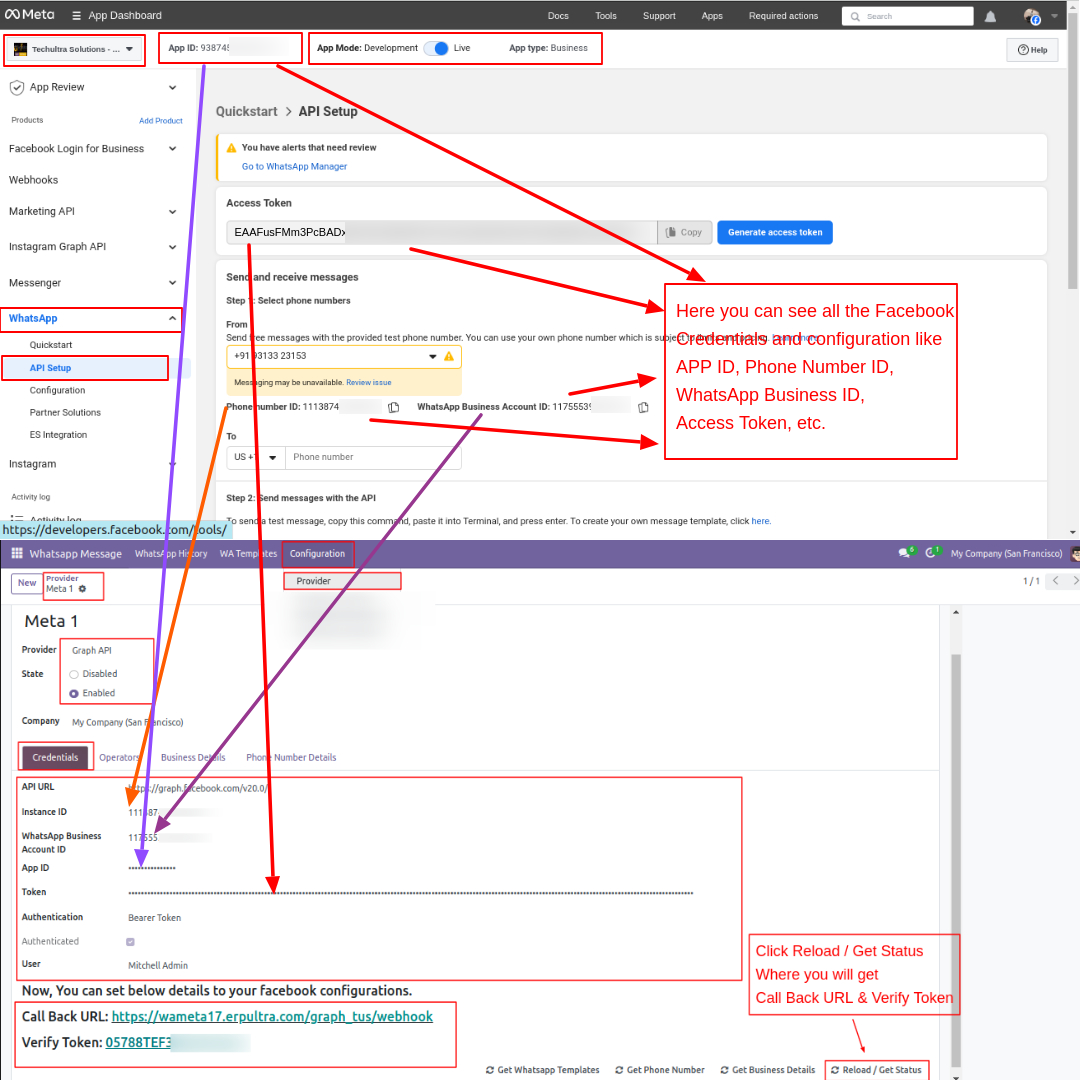 Meta
App Dashboard
Docs
Tools
Support
Apps
Required actions
Search
Techultra Solutions - ...
App ID: 93874
App Mode: Development
Live
App type: Business
Help
App Review
Products
Add Product
Facebook Login for Business
Webhooks
Marketing API
Instagram Graph API
Messenger
WhatsApp
Quickstart
API Setup
Configuration
Partner Solutions
ES Integration
Instagram
Activity log
Activity log
https://developers.facebook.com/tools/
Quickstart > API Setup
You have alerts that need review
Go to WhatsApp Manager
Access Token
EAAFusFMm3PcBADx
Copy
Generate access token
Send and receive messages
Step 1: Select phone numbers
From
Send free messages with the provided test phone number. You can use your own phone number which is subject to limits and pricing. Learn more
+91 93133 23153
Messaging may be unavailable. Review issue
Phone number ID: 1113874
WhatsApp Business Account ID: 1175553
To
US +1
Phone number
Step 2: Send messages with the API
To send a test message, copy this command, paste it into Terminal, and press enter. To create your own message template, click here.
Here you can see all the Facebook
Credentials and configuration like
APP ID, Phone Number ID,
WhatsApp Business ID,
Access Token, etc.
Whatsapp Message
WhatsApp History
WA Templates
Configuration
6
1
My Company (San Francisco)
New
Provider
Meta 1
Provider
1 / 1
Meta 1
Provider
Graph API
State
Disabled
Enabled
Company
My Company (San Francisco)
Credentials
Operators
Business Details
Phone Number Details
API URL
https://graph.facebook.com/v20.0/
Instance ID
111387
WhatsApp Business
Account ID
117555
App ID
Token
Authentication
Bearer Token
Authenticated
User
Mitchell Admin
Now, You can set below details to your facebook configurations.
Call Back URL: https://wameta17.erpultra.com/graph_tus/webhook
Verify Token: 05788TEF3
Click Reload / Get Status
Where you will get
Call Back URL & Verify Token
Get Whatsapp Templates
Get Phone Number
Get Business Details
Reload / Get Status